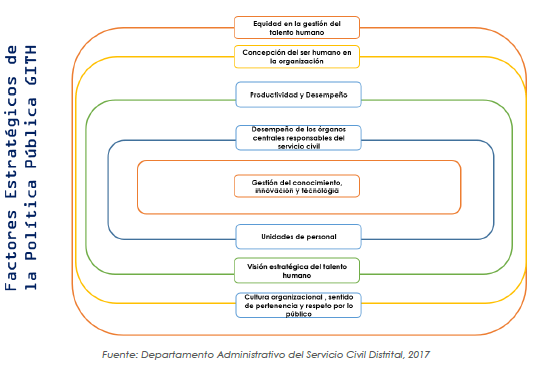 Factores Estratégicos de
la Política Pública GITH
Equidad en la gestión del
talento humano
Concepción del ser humano en
la organización
Productividad y Desempeño
Desempeño de los órganos
centrales responsables del
servicio civil
Gestión del conocimiento,
innovación y tecnología
Unidades de personal
Visión estratégica del talento
humano
Cultura organizacional , sentido
de pertenencia y respeto por lo
público
Fuente: Departamento Administrativo del Servicio Civil Distrital, 2017